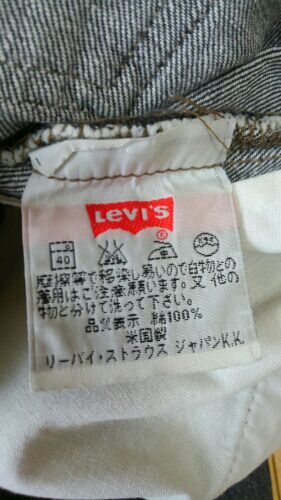 LEVI'S
40
は摩擦等で移染し易いので白物との
着用はご注意願います。又 他の
物と分けて洗って下さい。
品質表示 綿100%
米国製
リーバイ・ストラウス ジャパンK.K.